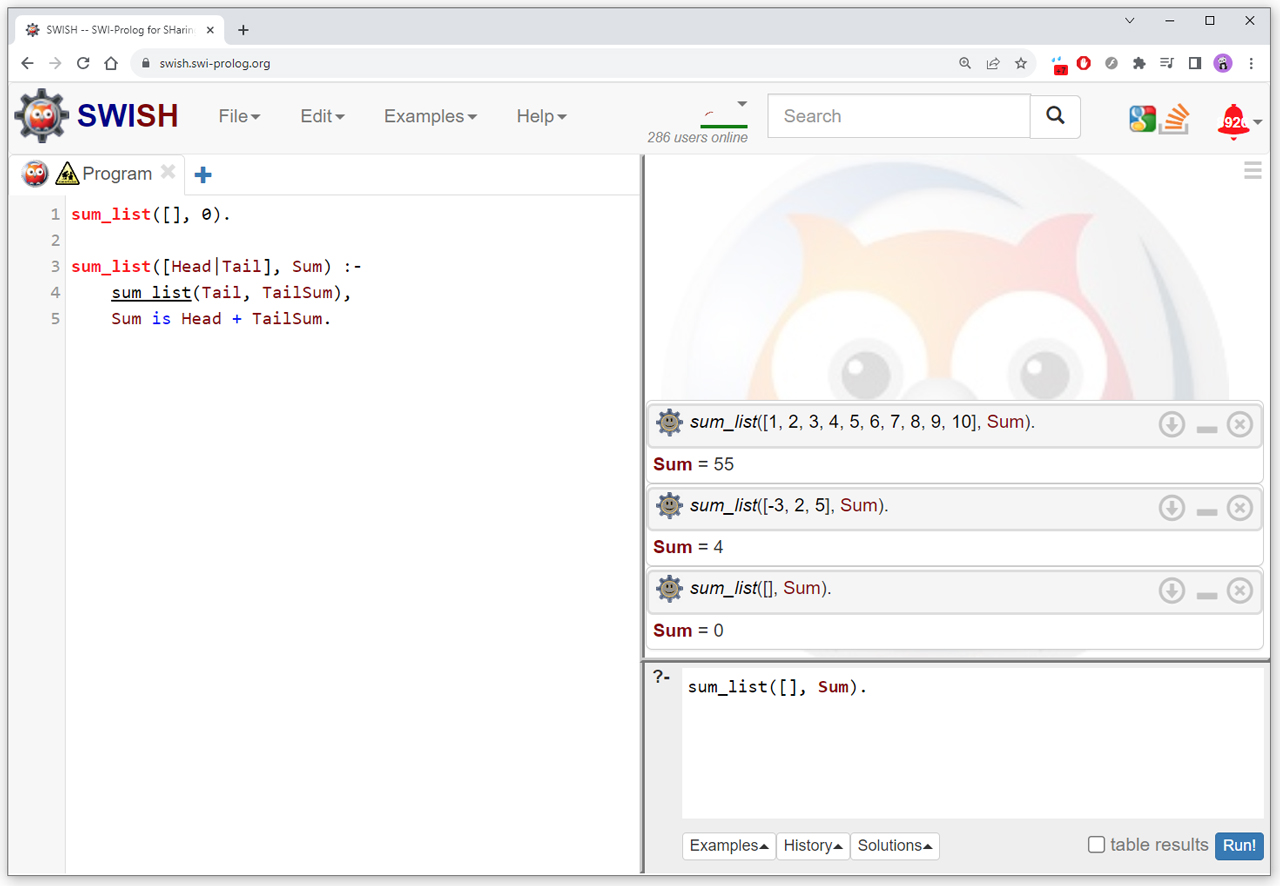 SWISH -- SWI-Prolog for SHarin
swish.swi-prolog.org
+7
SWISH
File
Edit
Examples
Help
286 users online
Search
926
Program
1 sum_list([], 0).
2
3 sum_list([Head|Tail], Sum) :-
4 sum_list(Tail, TailSum),
5 Sum is Head + TailSum.
sum_list([1, 2, 3, 4, 5, 6, 7, 8, 9, 10], Sum).
Sum = 55
sum_list([-3, 2, 5], Sum).
Sum = 4
sum_list([], Sum).
Sum = 0
?- sum_list([], Sum).
Examples
History
Solutions
table results
Run!